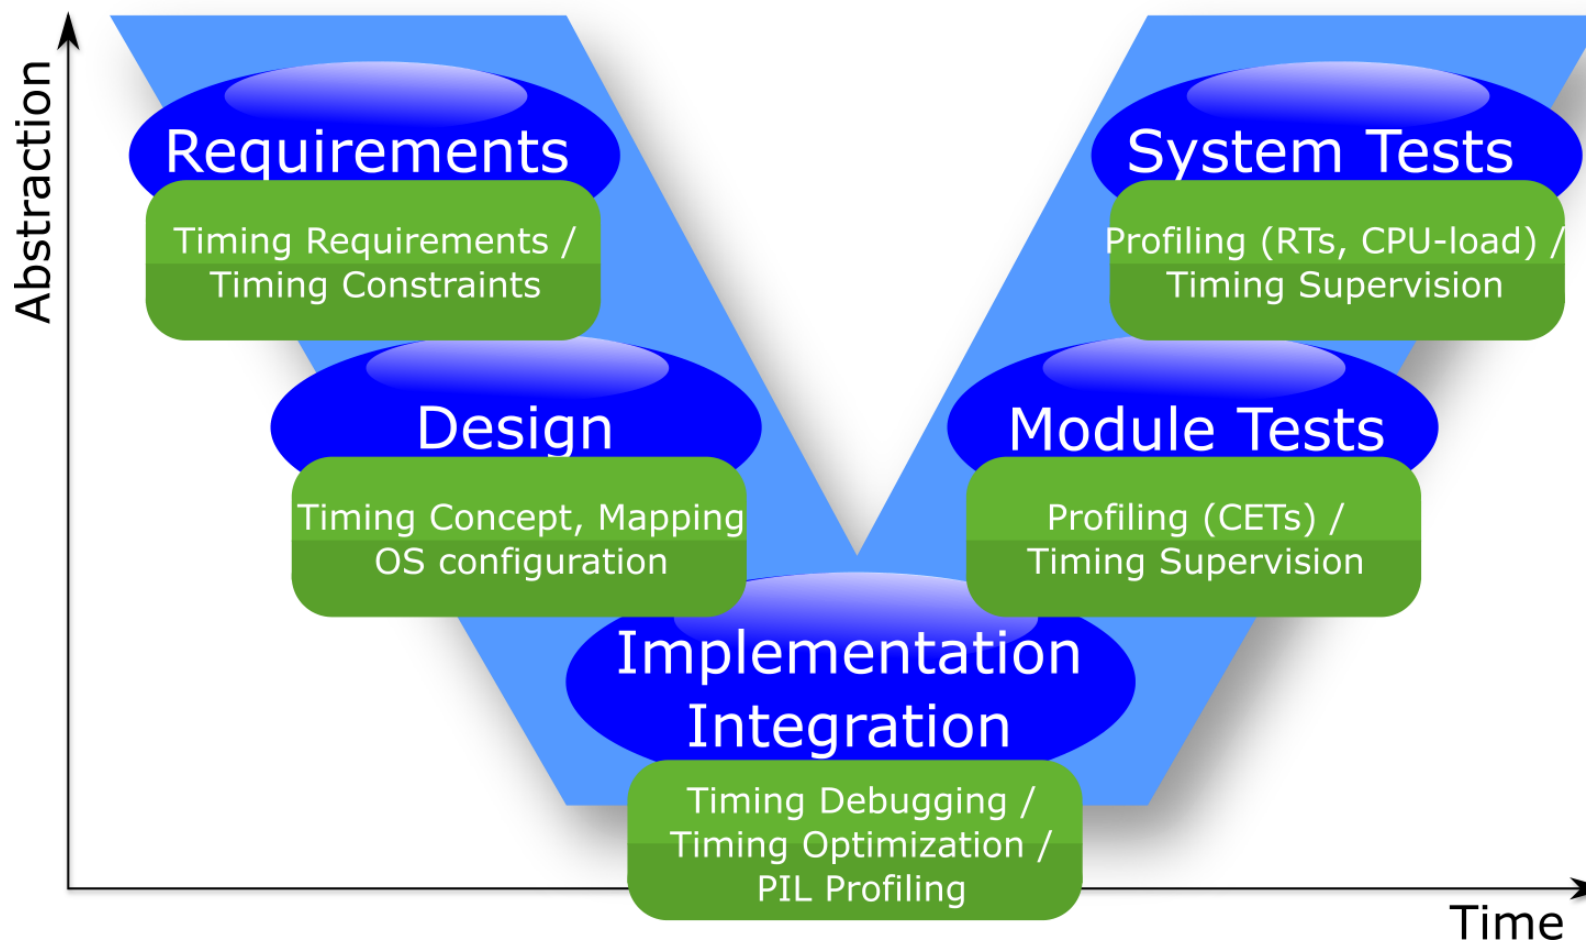 Abstraction
Requirements
Timing Requirements /
Timing Constraints
Design
Timing Concept, Mapping
OS configuration
Implementation
Integration
Timing Debugging /
Timing Optimization /
PIL Profiling
Module Tests
Profiling (CETs) /
Timing Supervision
System Tests
Profiling (RTs, CPU-load) /
Timing Supervision
Time